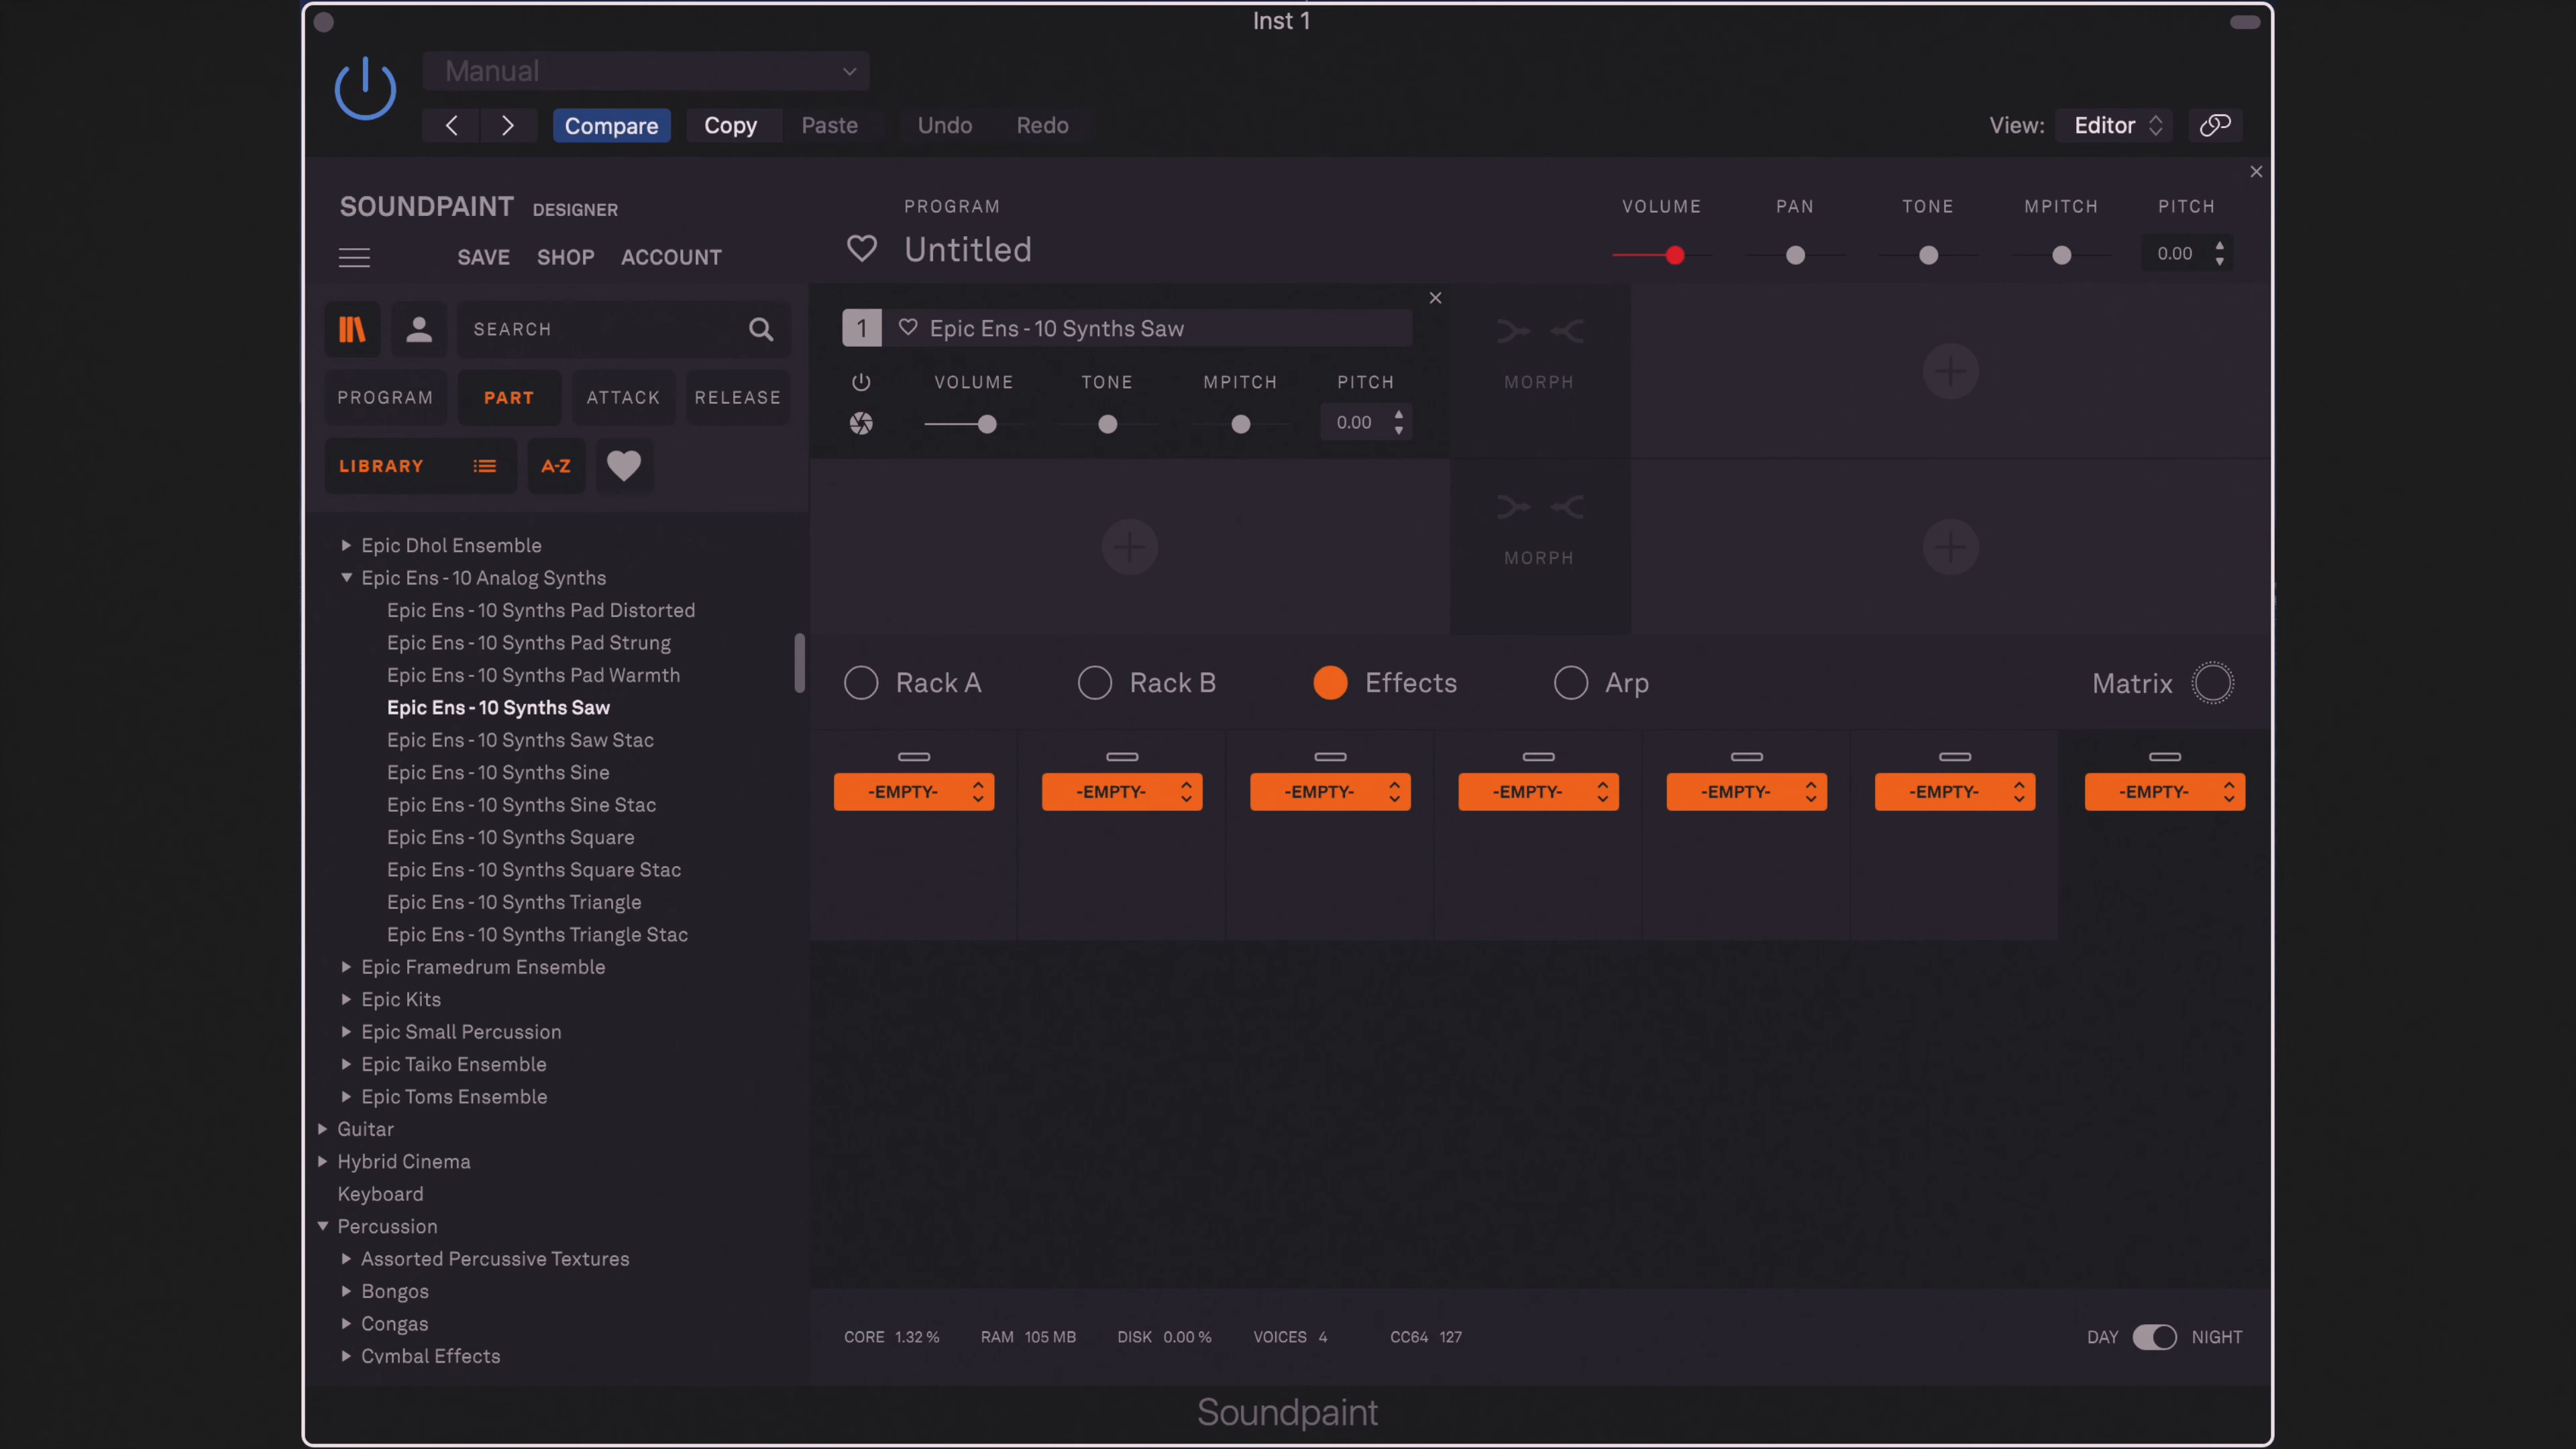 Inst 1
Manual
Compare Copy Paste Undo Redo View: Editor
SOUNDPAINT DESIGNER
SAVE SHOP ACCOUNT
PROGRAM
Untitled
VOLUME PAN TONE MPITCH PITCH
0.00
SEARCH
PROGRAM PART ATTACK RELEASE
LIBRARY A-Z
1 Epic Ens - 10 Synths Saw
VOLUME TONE MPITCH PITCH
0.00
MORPH
MORPH
Epic Dhol Ensemble
Epic Ens - 10 Analog Synths
Epic Ens - 10 Synths Pad Distorted
Epic Ens - 10 Synths Pad Strung
Epic Ens - 10 Synths Pad Warmth
Epic Ens - 10 Synths Saw
Epic Ens - 10 Synths Saw Stac
Epic Ens - 10 Synths Sine
Epic Ens - 10 Synths Sine Stac
Epic Ens - 10 Synths Square
Epic Ens - 10 Synths Square Stac
Epic Ens - 10 Synths Triangle
Epic Ens - 10 Synths Triangle Stac
Epic Framedrum Ensemble
Epic Kits
Epic Small Percussion
Epic Taiko Ensemble
Epic Toms Ensemble
Guitar
Hybrid Cinema
Keyboard
Percussion
Assorted Percussive Textures
Bongos
Congas
Cymbal Effects
Rack A Rack B Effects Arp Matrix
-EMPTY- -EMPTY- -EMPTY- -EMPTY- -EMPTY- -EMPTY- -EMPTY-
CORE 1.32 % RAM 105 MB DISK 0.00 % VOICES 4 CC64 127
DAY NIGHT
Soundpaint